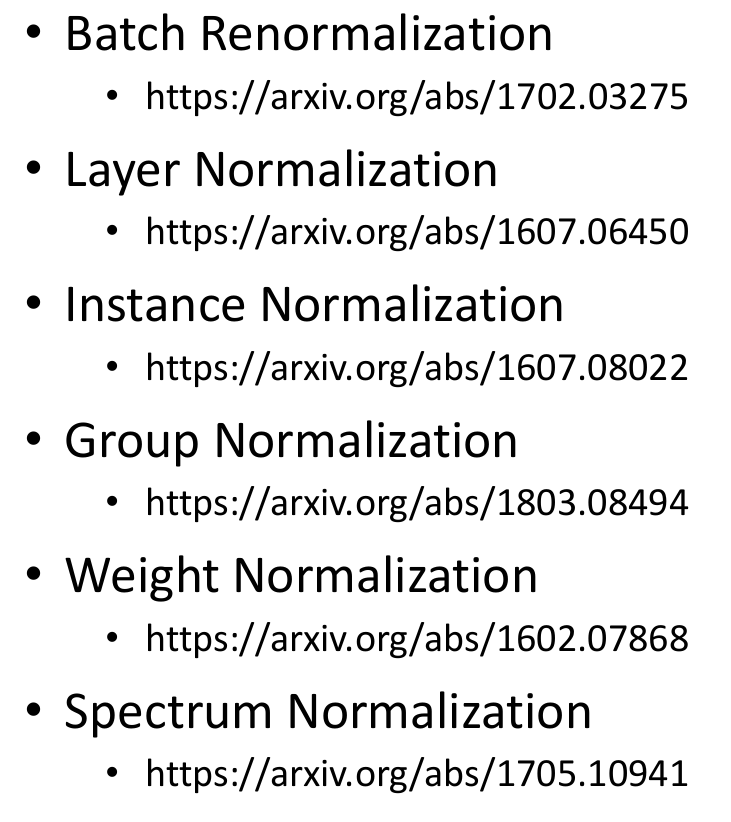 • Batch Renormalization
• https://arxiv.org/abs/1702.03275
• Layer Normalization
• https://arxiv.org/abs/1607.06450
• Instance Normalization
• https://arxiv.org/abs/1607.08022
• Group Normalization
• https://arxiv.org/abs/1803.08494
• Weight Normalization
• https://arxiv.org/abs/1602.07868
• Spectrum Normalization
• https://arxiv.org/abs/1705.10941